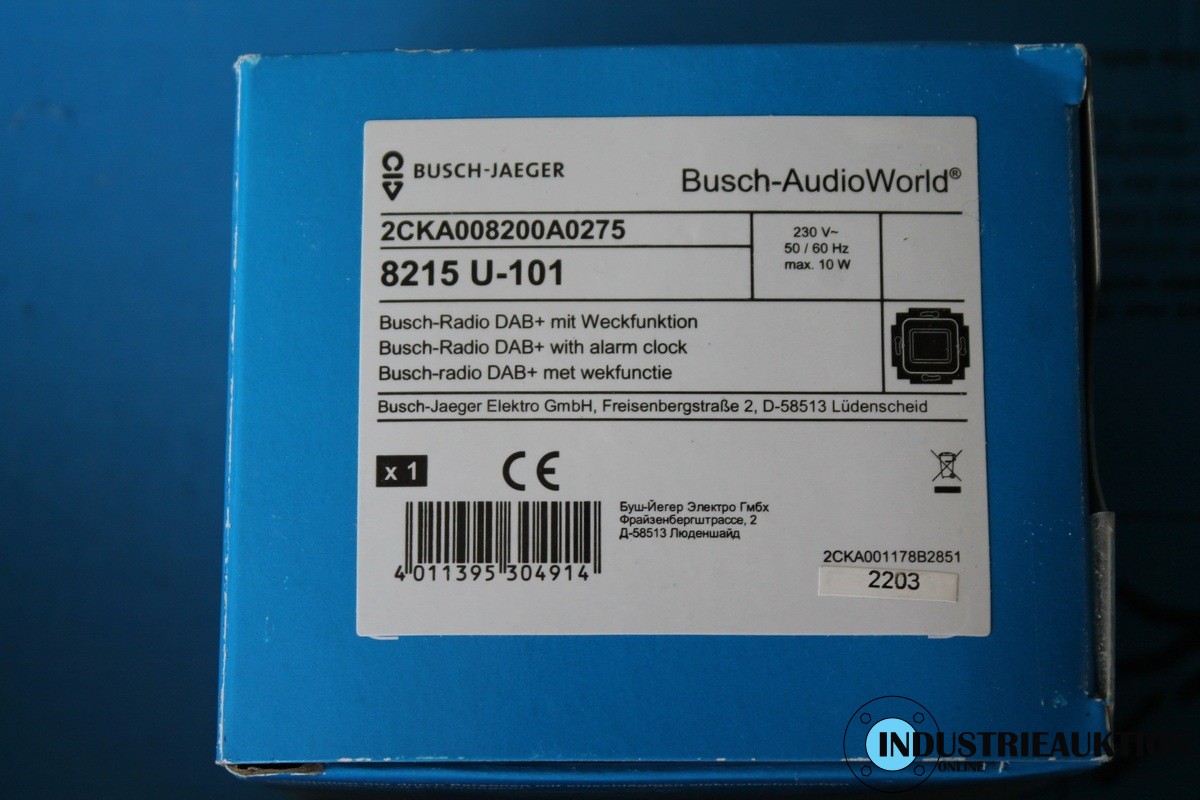 BUSCH-JAEGER
Busch-AudioWorld®
2CKA008200A0275
8215 U-101
230 V~
50 / 60 Hz
max. 10 W
Busch-Radio DAB+ mit Weckfunktion
Busch-Radio DAB+ with alarm clock
Busch-radio DAB+ met wekfunctie
Busch-Jaeger Elektro GmbH, Freisenbergstraße 2, D-58513 Lüdenscheid
x 1
CE
Буш-Йегер Электро Гмбх
Фрайзенбергштрассе, 2
Д-58513 Люденшайд
4 011395 304914
2CKA001178B2851
2203
INDUSTRIEAUKTION
ONLINE